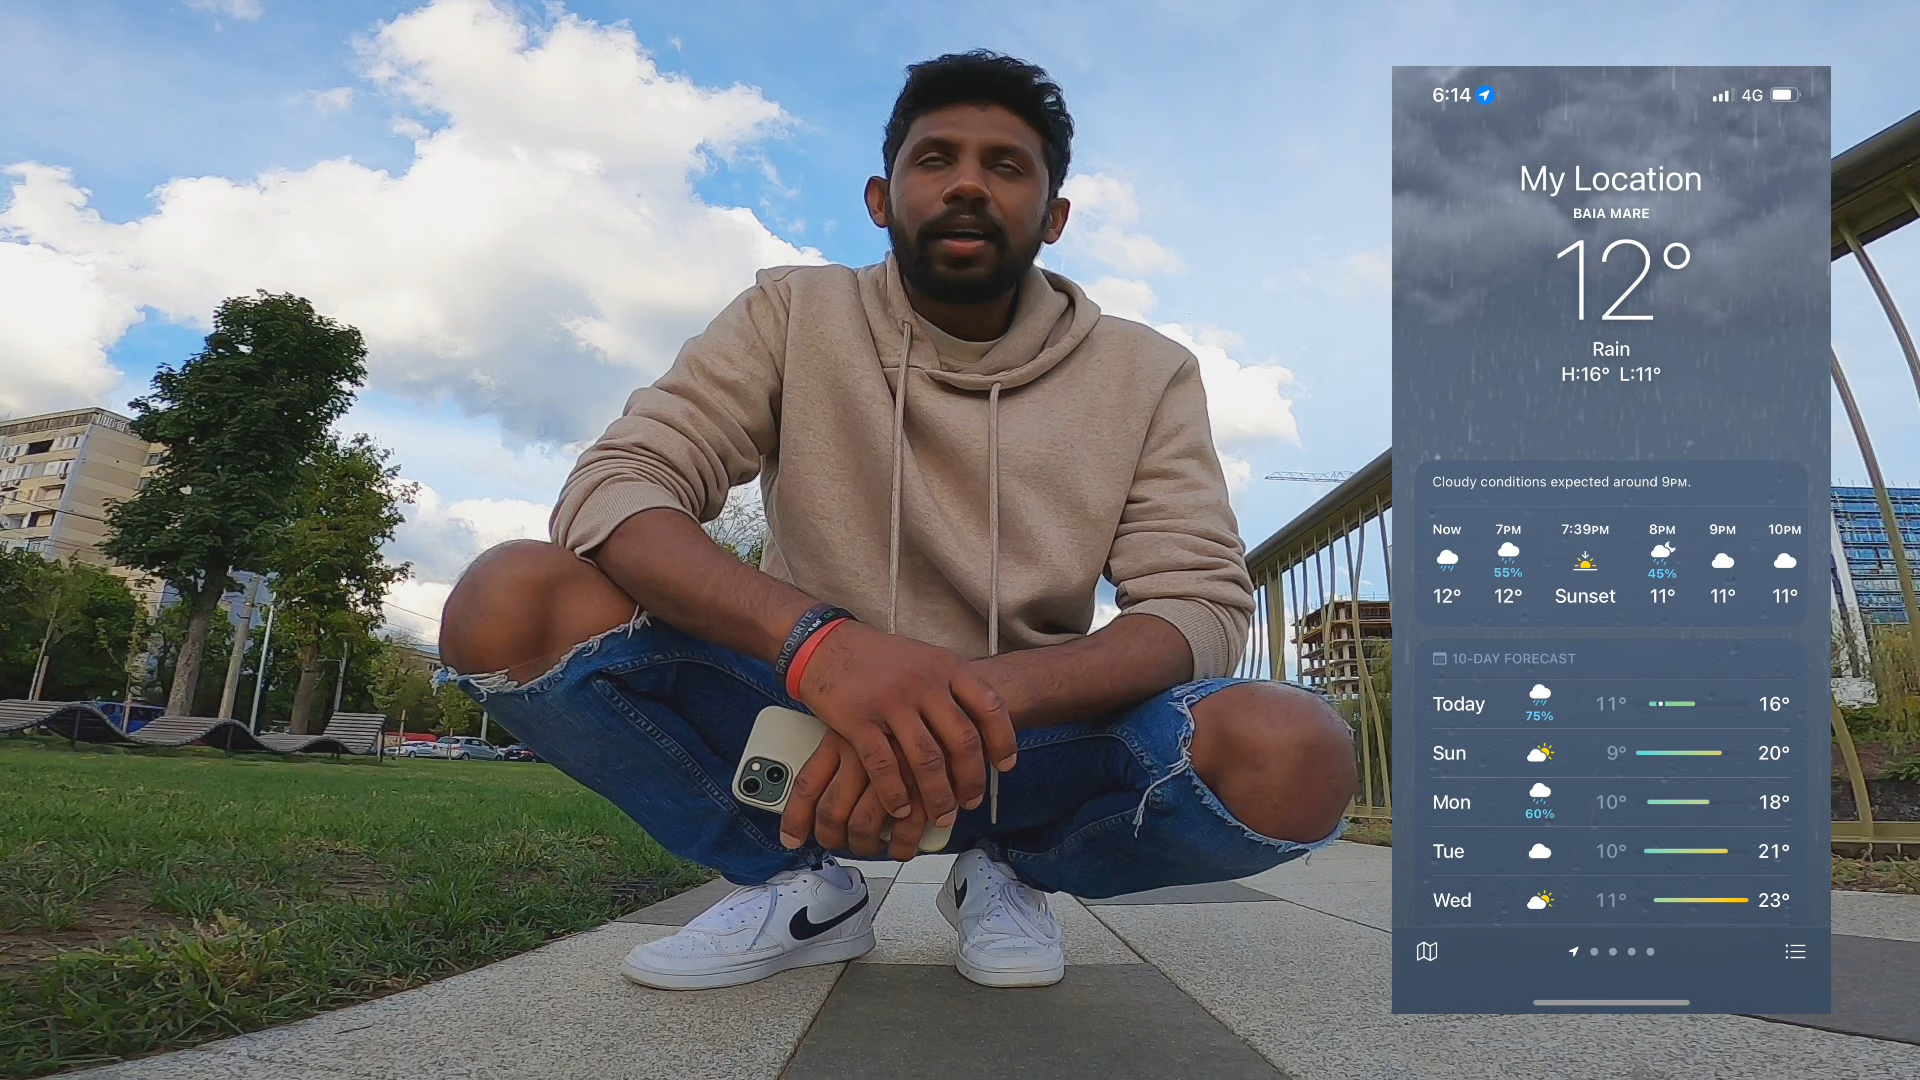 6:14
4G
My Location
BAIA MARE
12°
Rain
H:16° L:11°
Cloudy conditions expected around 9PM.
Now 7PM 7:39PM 8PM 9PM 10PM
55% 45%
12° 12° Sunset 11° 11° 11°
10-DAY FORECAST
Today 75% 11° 16°
Sun 9° 20°
Mon 60% 10° 18°
Tue 10° 21°
Wed 11° 23°
FAVOURITE